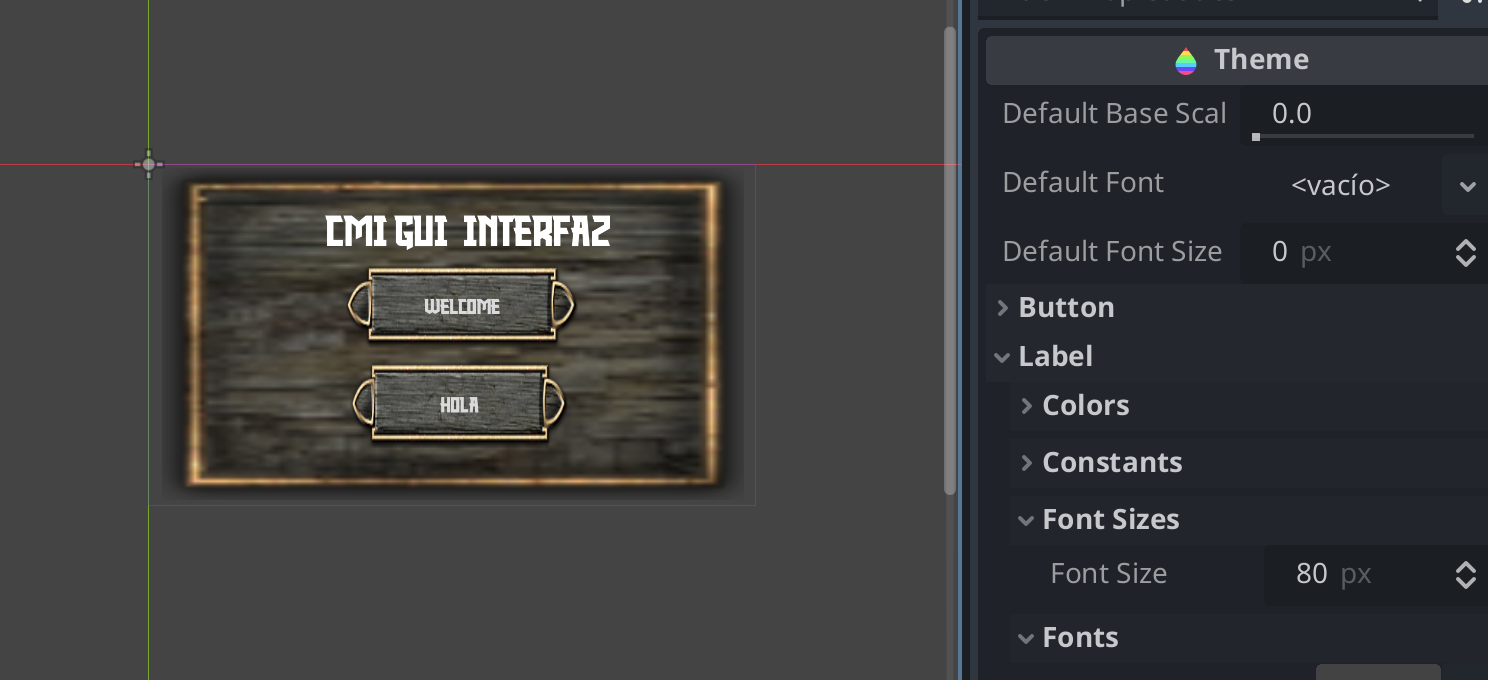 Theme
Default Base Scal 0.0
Default Font <vacío>
Default Font Size 0 px
Button
Label
Colors
Constants
Font Sizes
Font Size 80 px
Fonts
CMI GUI INTERFAZ
WELCOME
HOLA